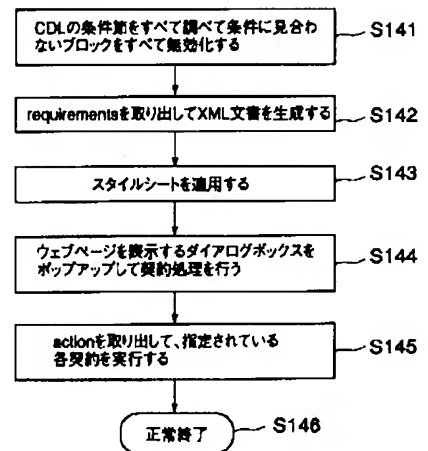 CDLの条件節をすべて調べて条件に見合わ
ないブロックをすべて無効化する
S141
requirementsを取り出してXML文書を生成する
S142
スタイルシートを適用する
S143
ウェブページを表示するダイアログボックスを
ポップアップして契約処理を行う
S144
actionを取り出して、指定されている
各契約を実行する
S145
正常終了
S146